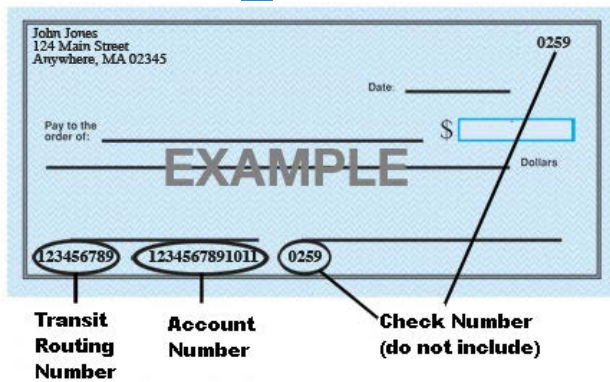 John Jones
124 Main Street
Anywhere, MA 02345
0259
Date:
Pay to the
order of:
$
EXAMPLE
Dollars
123456789
1234567891011
0259
Transit
Routing
Number
Account
Number
Check Number
(do not include)